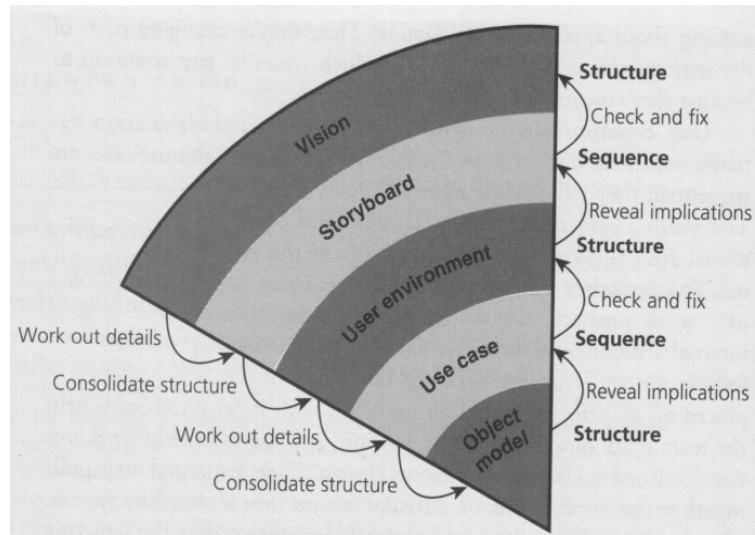 Vision
Storyboard
User environment
Use case
Object
model
Structure
Check and fix
Sequence
Reveal implications
Structure
Check and fix
Sequence
Reveal implications
Structure
Work out details
Consolidate structure
Work out details
Consolidate structure